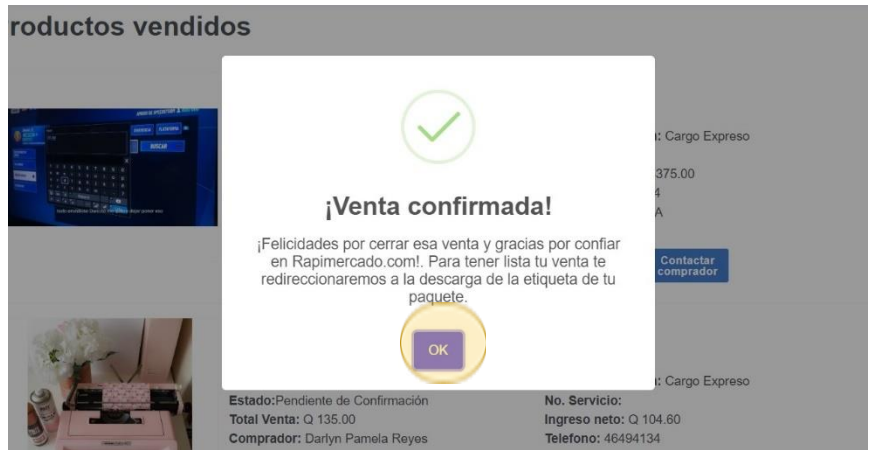 roductos vendidos
: Cargo Expreso
375.00
4
A
Contactar
comprador
¡Venta confirmada!
¡Felicidades por cerrar esa venta y gracias por confiar
en Rapimercado.com!. Para tener lista tu venta te
redireccionaremos a la descarga de la etiqueta de tu
paquete.
OK
: Cargo Expreso
Estado:Pendiente de Confirmación
No. Servicio:
Total Venta: Q 135.00
Ingreso neto: Q 104.60
Comprador: Darlyn Pamela Reyes
Telefono: 46494134